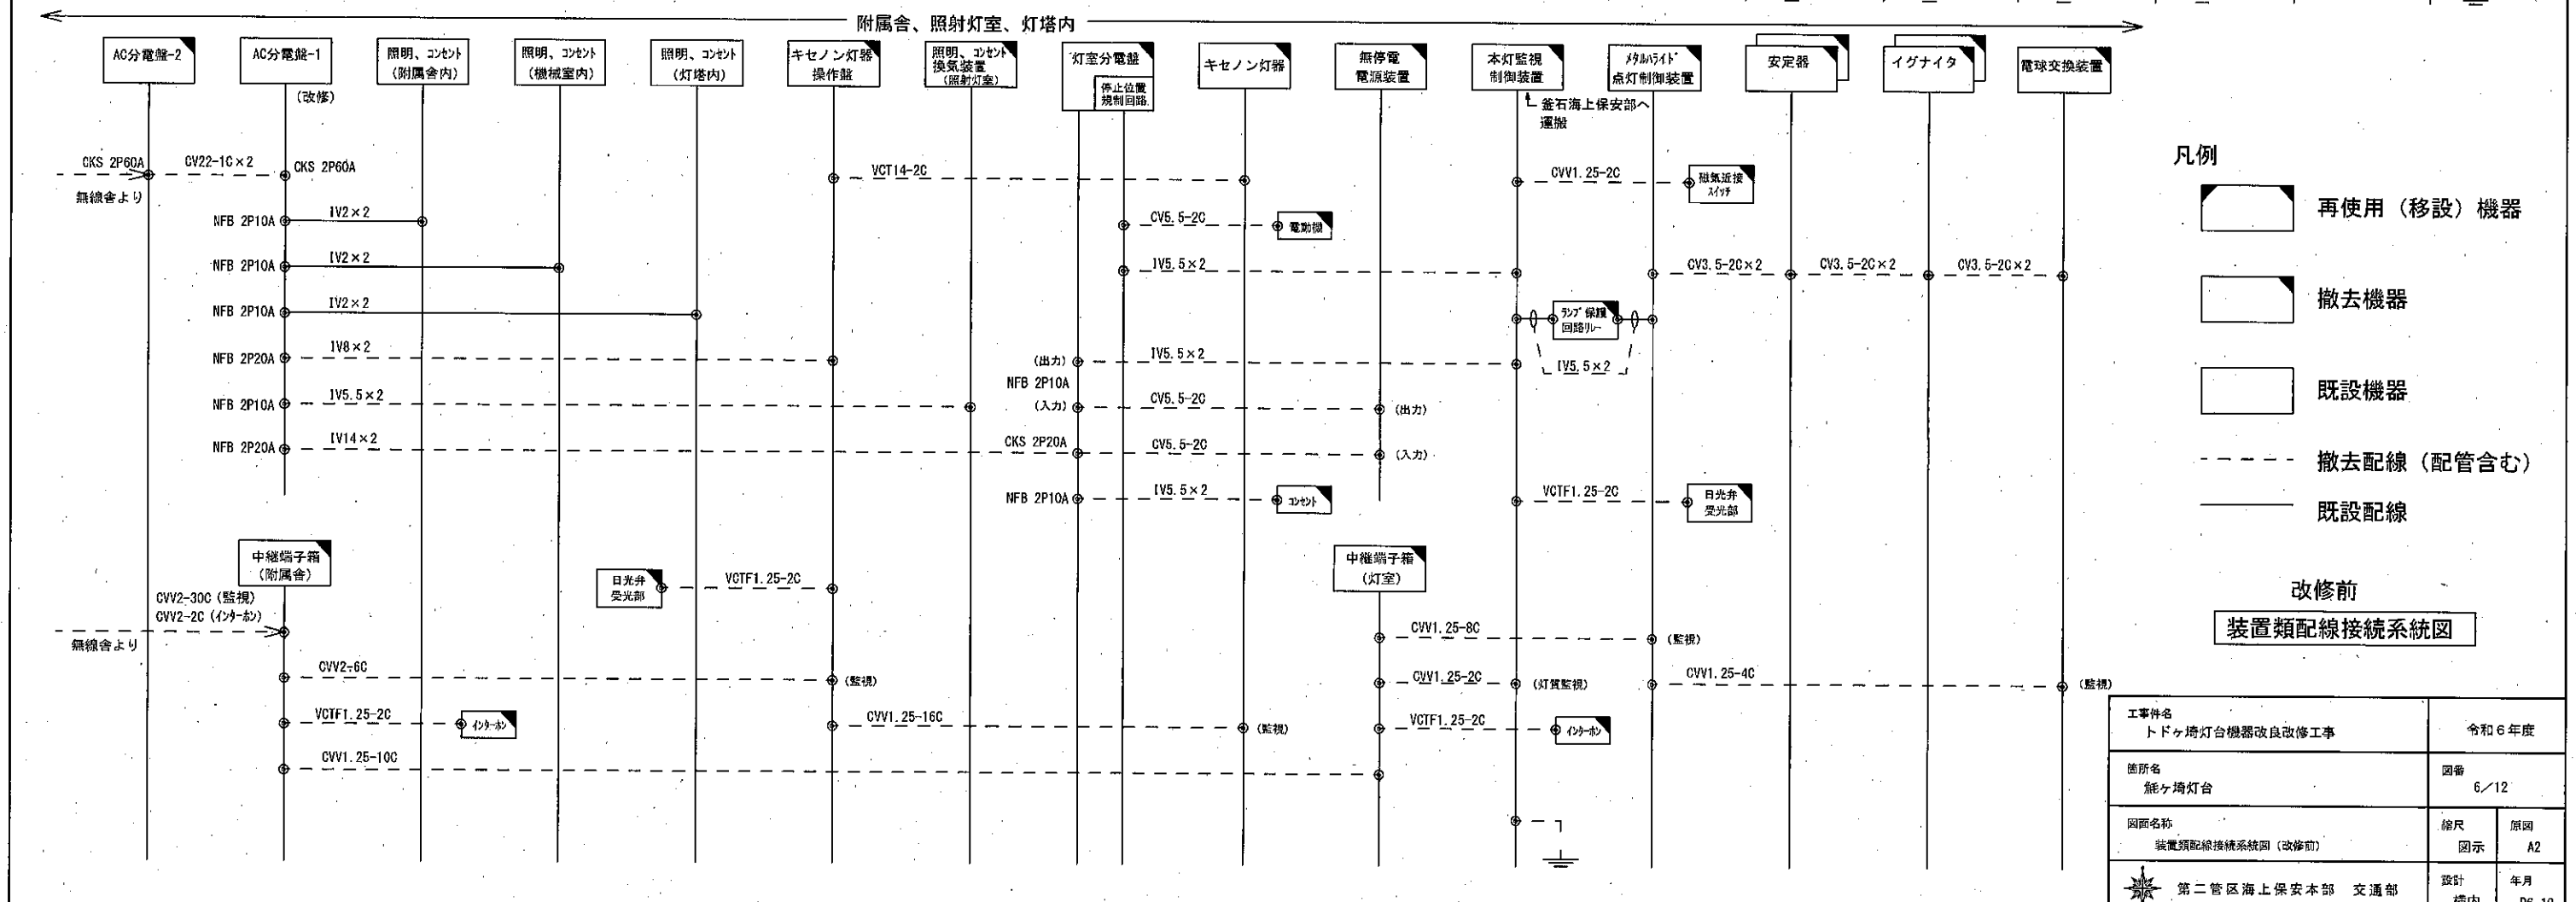 附属舎、照射灯室、灯塔内
AC分電盤-2
AC分電盤-1
(改修)
照明、コンセント
(附属舎内)
照明、コンセント
(機械室内)
照明、コンセント
(灯塔内)
キセノン灯器
操作盤
照明、コンセント
換気装置
(照射灯室)
灯室分電盤
停止位置
規制回路
キセノン灯器
無停電
電源装置
本灯監視
制御装置
釜石海上保安部へ
運搬
メタルハライド
点灯制御装置
安定器
イグナイタ
電球交換装置
CKS 2P60A
CV22-1C×2
CKS 2P60A
無線舎より
VCT14-2C
CVV1.25-2C
磁気近接
スイッチ
NFB 2P10A
IV2×2
CV5.5-2C
電動機
NFB 2P10A
IV2×2
IV5.5×2
CV3.5-2C×2
CV3.5-2C×2
CV3.5-2C×2
NFB 2P10A
IV2×2
ランプ保護
回路リレー
IV5.5×2
NFB 2P20A
IV8×2
(出力)
IV5.5×2
NFB 2P10A
NFB 2P10A
IV5.5×2
(入力)
CV5.5-2C
(出力)
NFB 2P20A
IV14×2
CKS 2P20A
CV5.5-2C
(入力)
NFB 2P10A
IV5.5×2
コンセント
VCTF1.25-2C
日光弁
受光部
中継端子箱
(附属舎)
日光弁
受光部
VCTF1.25-2C
中継端子箱
(灯室)
CVV2-30C (監視)
CVV2-2C (インターホン)
無線舎より
CVV1.25-8C
(監視)
CVV2-6C
(監視)
CVV1.25-2C
(灯質監視)
CVV1.25-4C
(監視)
VCTF1.25-2C
インターホン
CVV1.25-16C
(監視)
VCTF1.25-2C
インターホン
CVV1.25-10C
凡例
再使用(移設)機器
撤去機器
既設機器
撤去配線(配管含む)
既設配線
改修前
装置類配線接続系統図
工事件名
トドヶ埼灯台機器改良改修工事
令和6年度
箇所名
魹ヶ埼灯台
図番
6/12
図面名称
装置類配線接続系統図(改修前)
縮尺
図示
原図
A2
第二管区海上保安本部 交通部
設計
年月